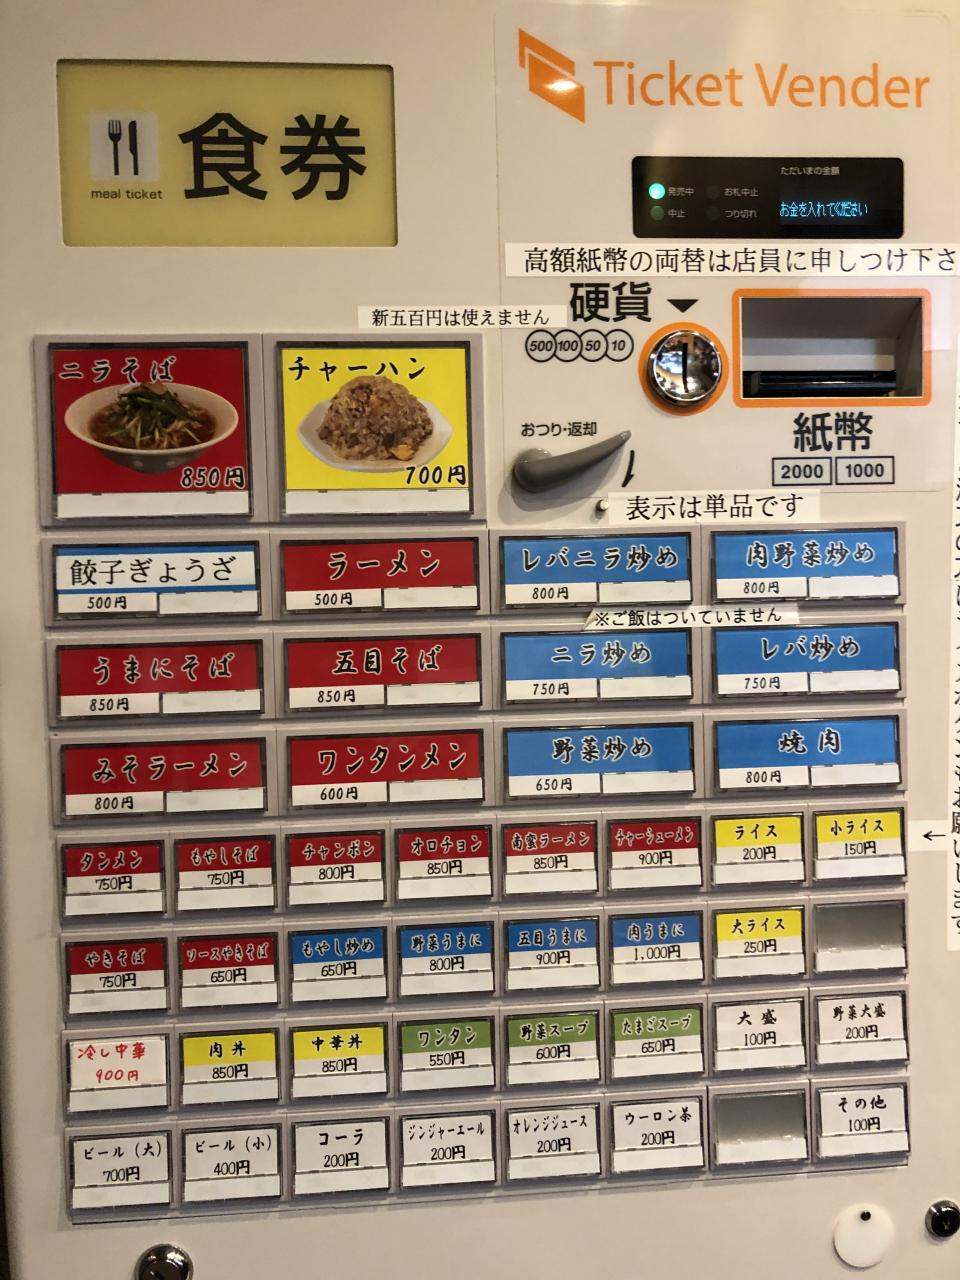 meal ticket
食券
Ticket Vender
ただいまの金額
発売中
お札中止
中止
つり切れ
お金を入れてください
高額紙幣の両替は店員に申しつけ下さ
新五百円は使えません
硬貨
500 100 50 10
おつり・返却
紙幣
2000 1000
表示は単品です
ニラそば
850円
チャーハン
700円
餃子ぎょうざ
500円
ラーメン
500円
レバニラ炒め
800円
肉野菜炒め
800円
※ご飯はついていません
うまにそば
850円
五目そば
850円
ニラ炒め
750円
レバ炒め
750円
みそラーメン
800円
ワンタンメン
600円
野菜炒め
650円
焼肉
800円
タンメン
750円
もやしそば
750円
チャンポン
800円
オロチョン
850円
南蛮ラーメン
850円
チャーシューメン
900円
ライス
200円
小ライス
150円
←
やきそば
750円
ソースやきそば
650円
もやし炒め
650円
野菜うまに
800円
五目うまに
900円
肉うまに
1,000円
大ライス
250円
冷し中華
900円
肉丼
850円
中華丼
850円
ワンタン
550円
野菜スープ
600円
たまごスープ
650円
大盛
100円
野菜大盛
200円
ビール(大)
700円
ビール(小)
400円
コーラ
200円
ジンジャーエール
200円
オレンジジュース
200円
ウーロン茶
200円
その他
100円
お願いします